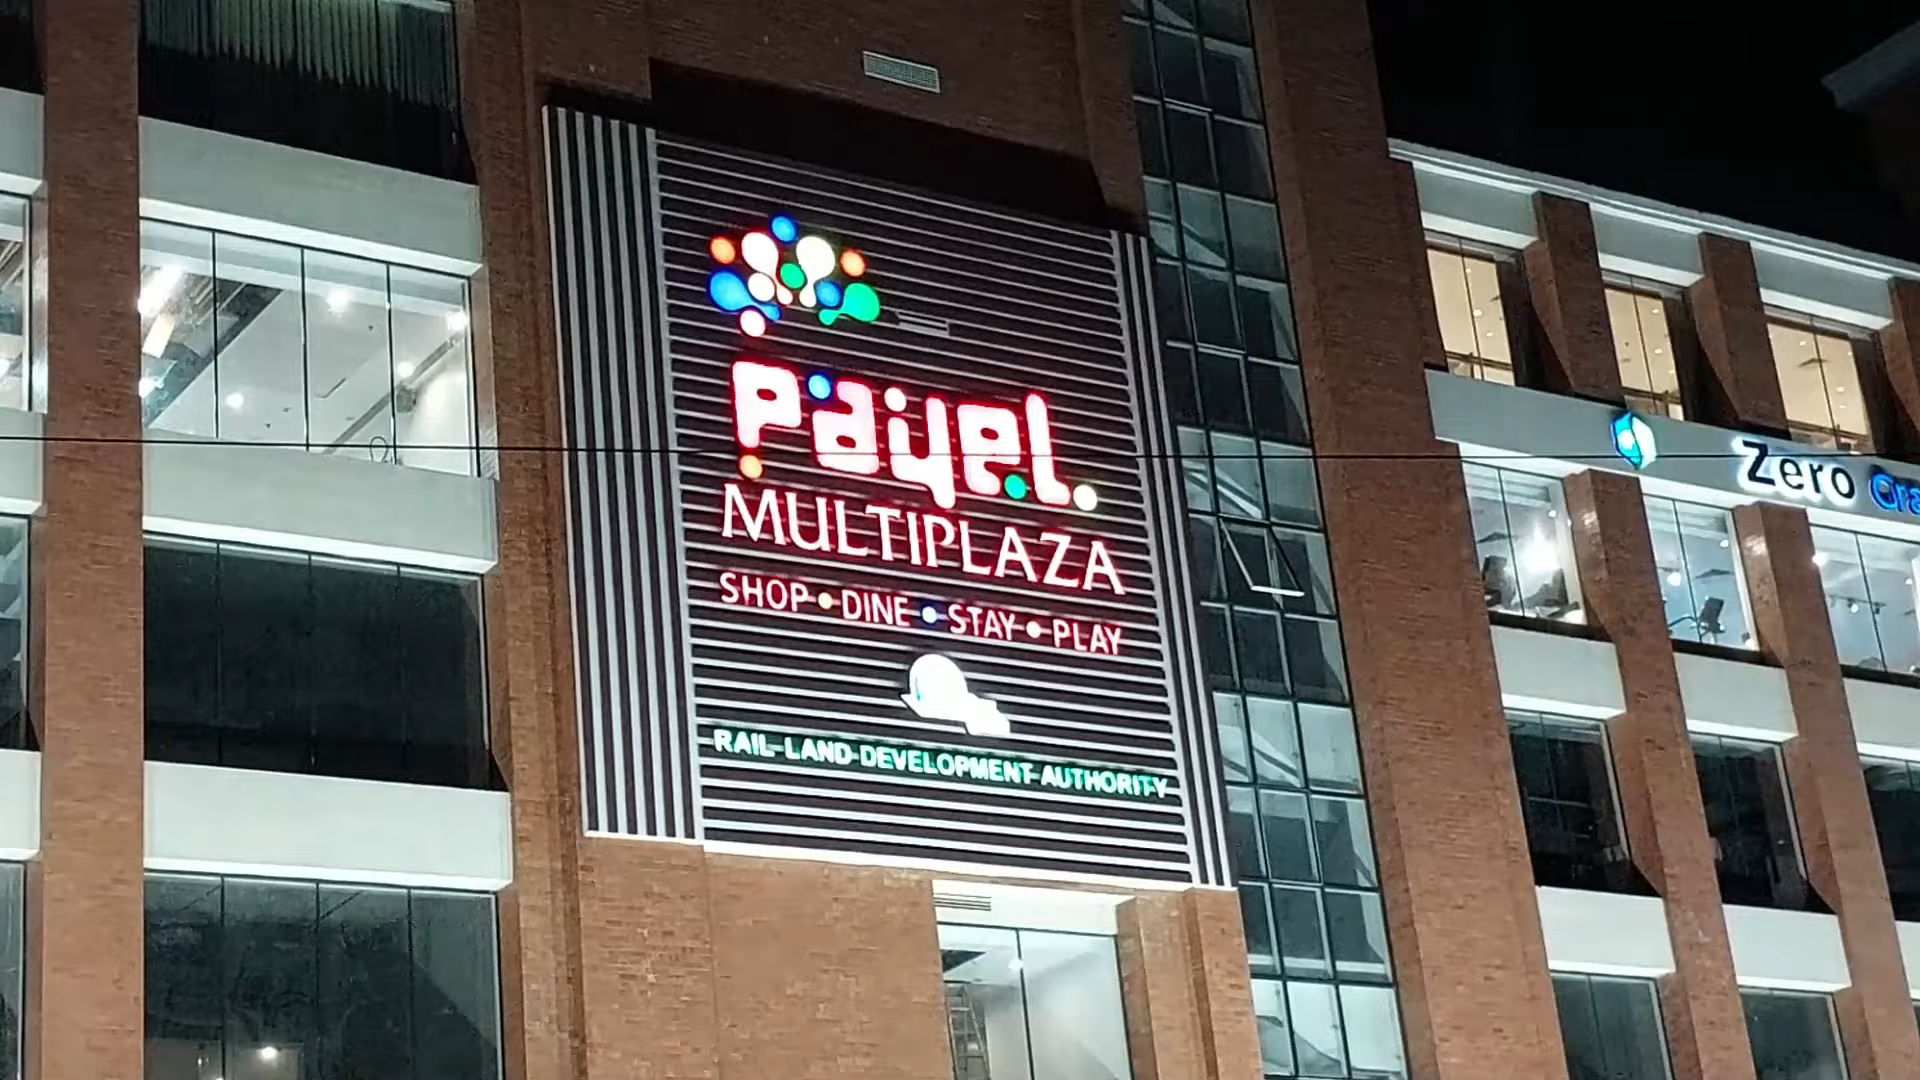 Payel
MULTIPLAZA
SHOP • DINE • STAY • PLAY
RAIL LAND DEVELOPMENT AUTHORITY
Zero